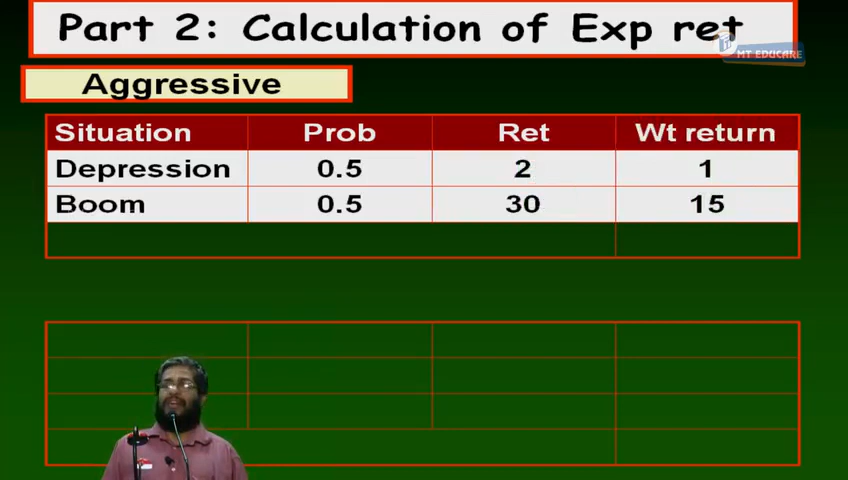 Part 2: Calculation of Exp ret
MT EDUCARE
Aggressive
Situation Prob Ret Wt return
Depression 0.5 2 1
Boom 0.5 30 15